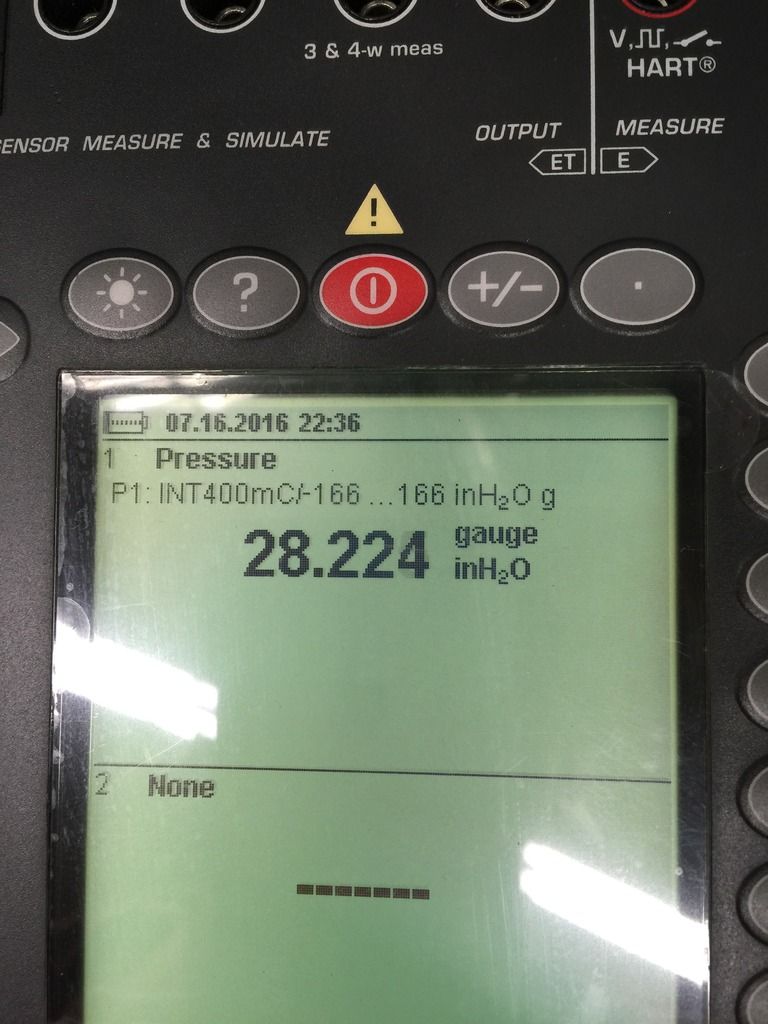 3 & 4-w meas
V,
HART®
SENSOR MEASURE & SIMULATE
OUTPUT
MEASURE
ET
E
!
?
+/-
.
07.16.2016 22:36
1 Pressure
P1: INT400mC/-166 ...166 inH₂O g
28.224 gauge
inH₂O
2 None
-------